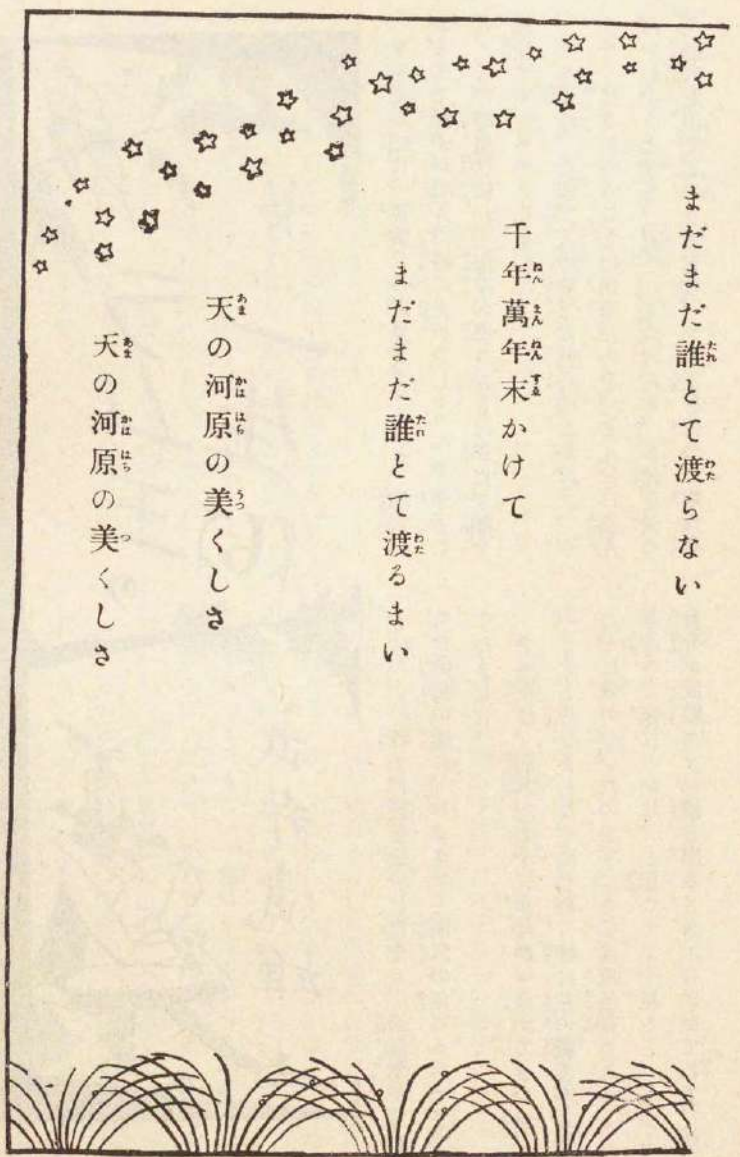 まだまだ誰とて渡らない
千年萬年末かけて
まだまだ誰とて渡るまい
天の河原の美くしさ
天の河原の美くしさ